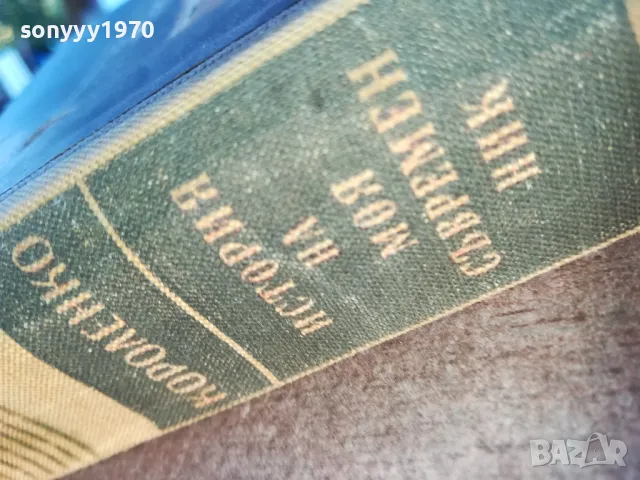 sonyyy1970
КОРОЛЕНКО
ИСТОРИЯ
НА
МОЯ
СЪВРЕМЕН
НИК
BAZAR